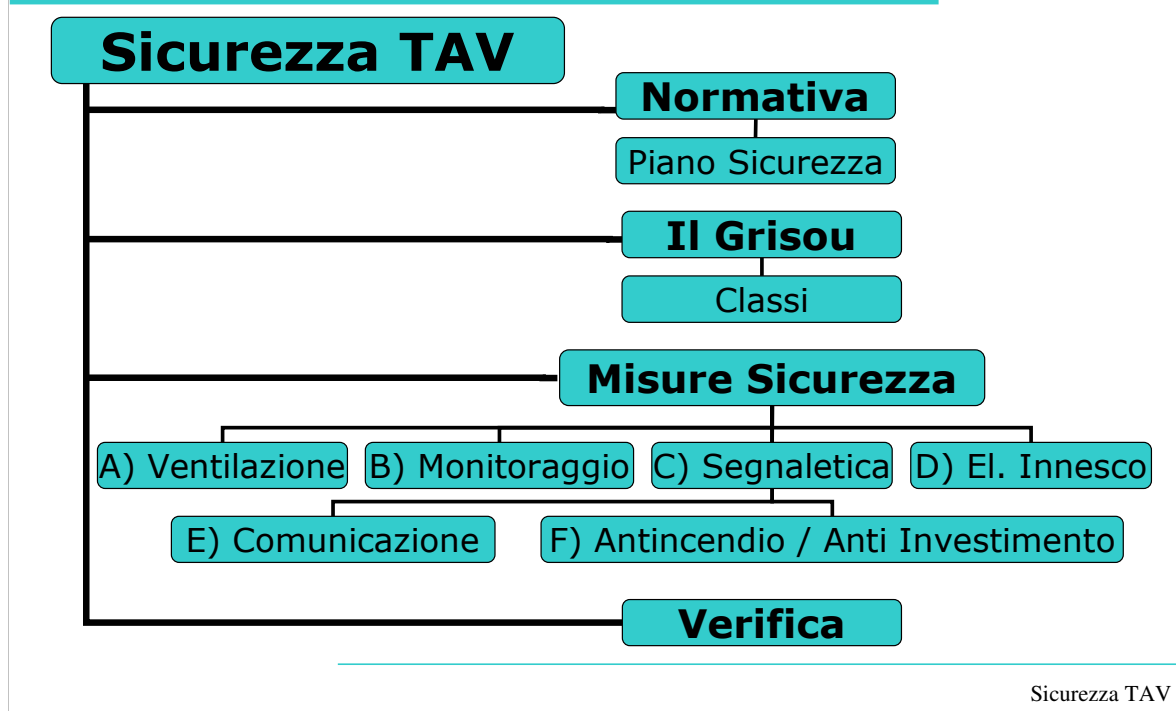 Sicurezza TAV
Normativa
Piano Sicurezza
Il Grisou
Classi
Misure Sicurezza
A) Ventilazione
B) Monitoraggio
C) Segnaletica
D) El. Innesco
E) Comunicazione
F) Antincendio / Anti Investimento
Verifica
Sicurezza TAV